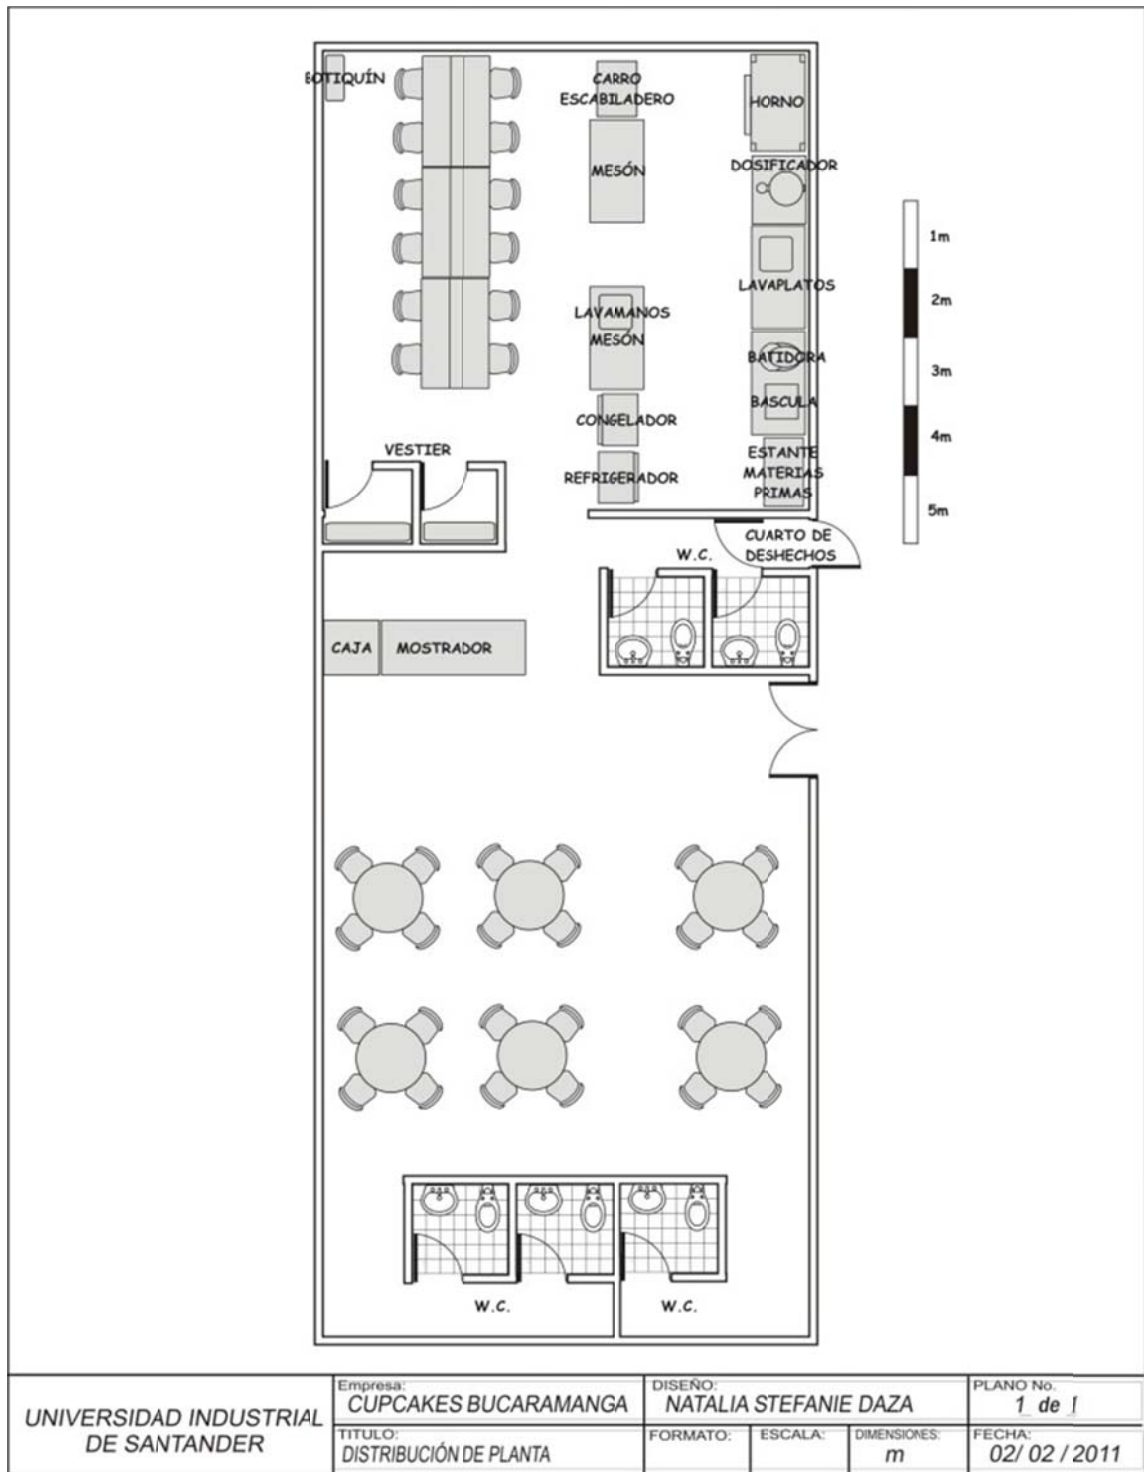 BOTIQUÍN
CARRO
ESCABILADERO
HORNO
MESÓN
DOSIFICADOR
1m
LAVAPLATOS
2m
LAVAMANOS
MESÓN
BATIDORA
3m
BASCULA
CONGELADOR
4m
VESTIER
ESTANTE
MATERIAS
PRIMAS
REFRIGERADOR
5m
CUARTO DE
DESHECHOS
W.C.
CAJA
MOSTRADOR
W.C.
W.C.
UNIVERSIDAD INDUSTRIAL
DE SANTANDER
Empresa:
CUPCAKES BUCARAMANGA
DISEÑO:
NATALIA STEFANIE DAZA
PLANO No.
1 de 1
TITULO:
DISTRIBUCIÓN DE PLANTA
FORMATO:
ESCALA:
DIMENSIONES:
m
FECHA:
02/ 02 / 2011